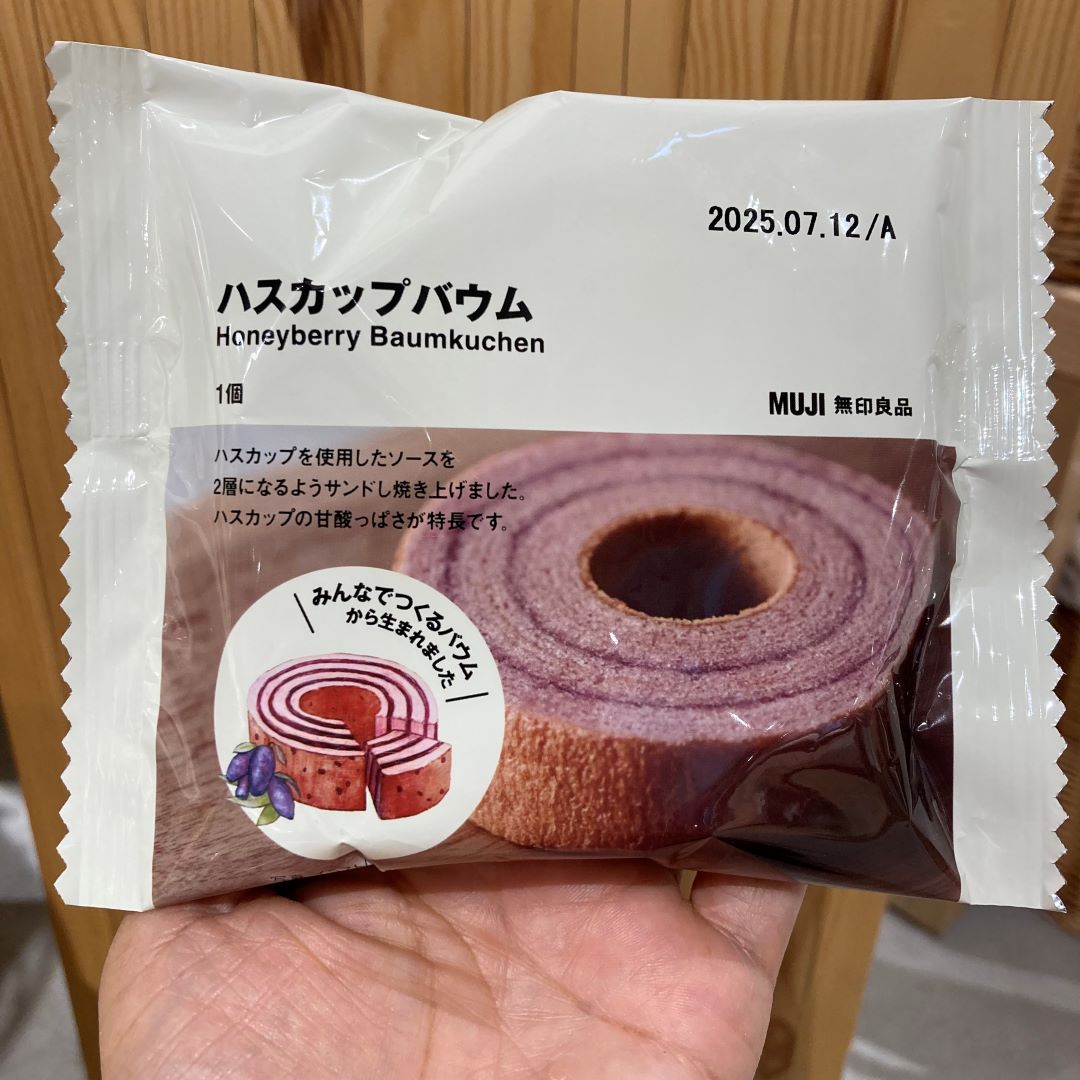 2025.07.12/A
ハスカップバウム
Honeyberry Baumkuchen
1個
MUJI 無印良品
ハスカップを使用したソースを
2層になるようサンドし焼き上げました。
ハスカップの甘酸っぱさが特長です。
みんなでつくるバウム
から生まれました